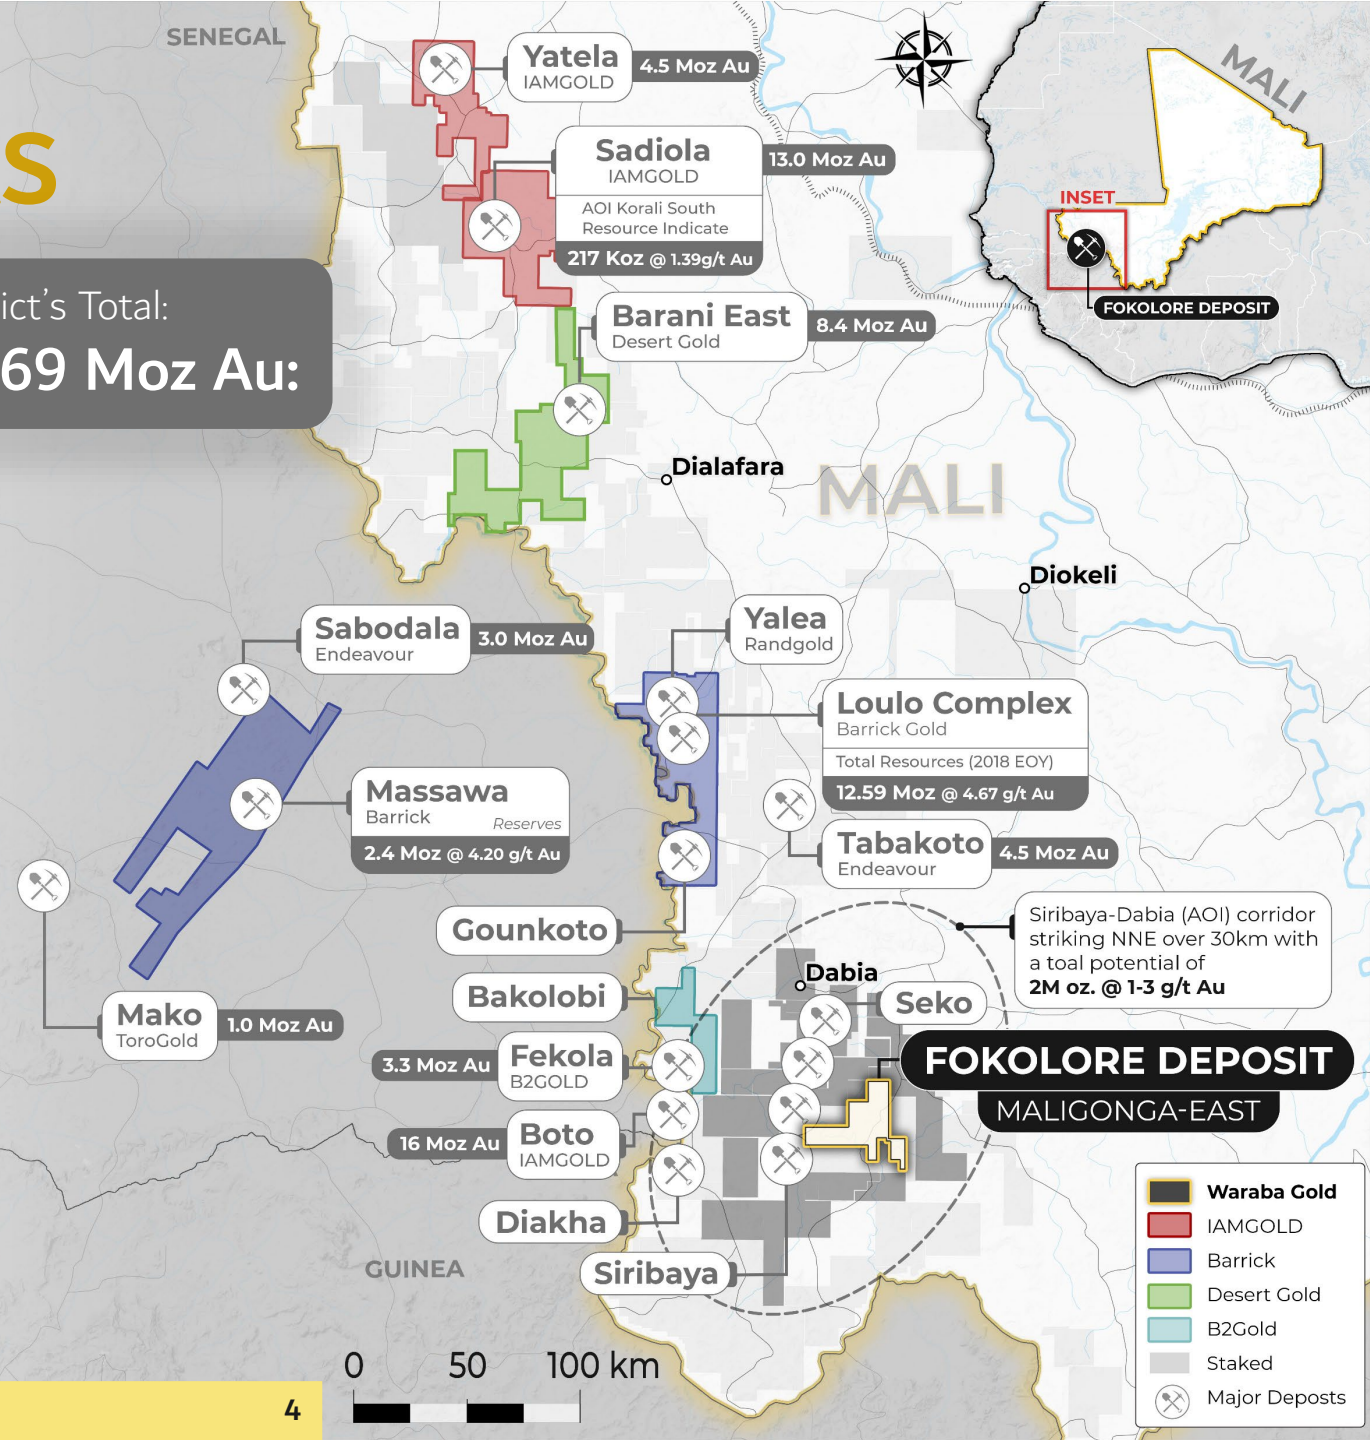 SENEGAL
Yatela
IAMGOLD
4.5 Moz Au
MALI
S
Sadiola
IAMGOLD
13.0 Moz Au
AOI Korali South
Resource Indicate
217 Koz @ 1.39g/t Au
INSET
FOKOLORE DEPOSIT
ict's Total:
69 Moz Au:
Barani East
Desert Gold
8.4 Moz Au
Dialafara
MALI
Diokeli
Sabodala
Endeavour
3.0 Moz Au
Yalea
Randgold
Loulo Complex
Barrick Gold
Total Resources (2018 EOY)
12.59 Moz @ 4.67 g/t Au
Massawa
Barrick
Reserves
2.4 Moz @ 4.20 g/t Au
Tabakoto
Endeavour
4.5 Moz Au
Gounkoto
Siribaya-Dabia (AOI) corridor
striking NNE over 30km with
a toal potential of
2M oz. @ 1-3 g/t Au
Dabia
Bakolobi
Seko
Mako
ToroGold
1.0 Moz Au
3.3 Moz Au
Fekola
B2GOLD
FOKOLORE DEPOSIT
MALIGONGA-EAST
16 Moz Au
Boto
IAMGOLD
Diakha
GUINEA
Siribaya
Waraba Gold
IAMGOLD
Barrick
Desert Gold
B2Gold
Staked
Major Deposts
0 50 100 km
4